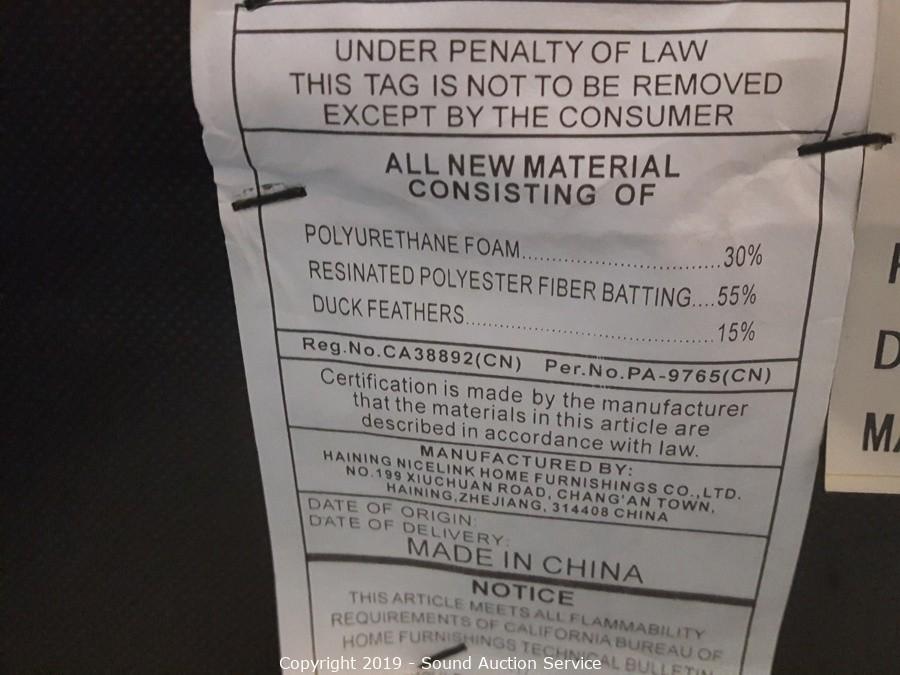 UNDER PENALTY OF LAW
THIS TAG IS NOT TO BE REMOVED
EXCEPT BY THE CONSUMER
ALL NEW MATERIAL
CONSISTING OF
POLYURETHANE FOAM..............................30%
RESINATED POLYESTER FIBER BATTING....55%
DUCK FEATHERS......................................15%
Reg.No.CA38892(CN) Per.No.PA-9765(CN)
Certification is made by the manufacturer
that the materials in this article are
described in accordance with law.
MANUFACTURED BY:
HAINING NICELINK HOME FURNISHINGS CO.,LTD.
NO.199 XIUCHUAN ROAD, CHANG'AN TOWN,
HAINING,ZHEJIANG, 314408 CHINA
DATE OF ORIGIN:
DATE OF DELIVERY:
MADE IN CHINA
NOTICE
THIS ARTICLE MEETS ALL FLAMMABILITY
REQUIREMENTS OF CALIFORNIA BUREAU OF
HOME FURNISHINGS TECHNICAL BULLETIN
D
MA
Copyright 2019 - Sound Auction Service